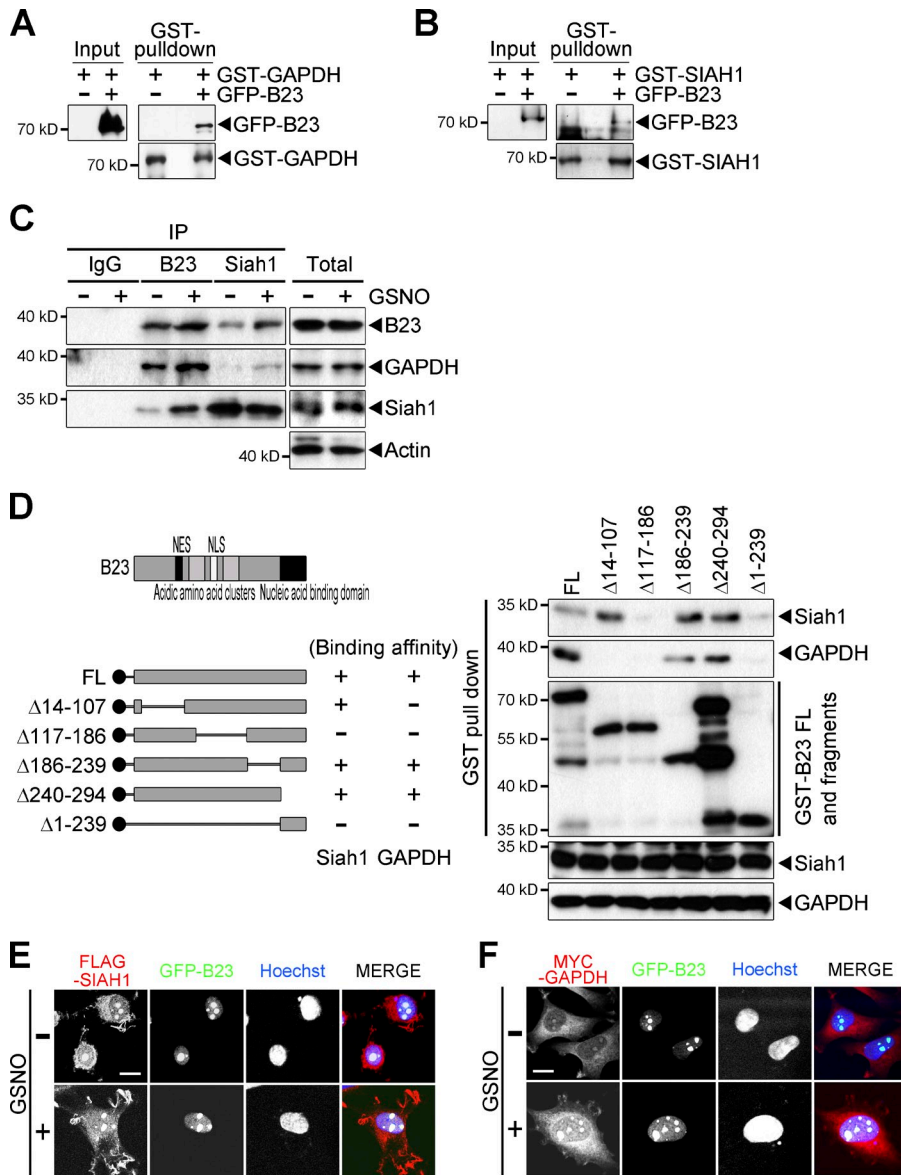 A
GST-
Input pulldown
+ + + + GST-GAPDH
− + − + GFP-B23
70 kD
GFP-B23
70 kD
GST-GAPDH
B
GST-
Input pulldown
+ + + + GST-SIAH1
− + − + GFP-B23
70 kD
GFP-B23
70 kD
GST-SIAH1
C
IP
IgG B23 Siah1 Total
− + − + − + − + GSNO
40 kD
B23
40 kD
GAPDH
35 kD
Siah1
40 kD
Actin
D
NES NLS
B23
Acidic amino acid clusters Nucleic acid binding domain
(Binding affinity)
FL + +
Δ14-107 + −
Δ117-186 − −
Δ186-239 + +
Δ240-294 + +
Δ1-239 − −
Siah1 GAPDH
FL Δ14-107 Δ117-186 Δ186-239 Δ240-294 Δ1-239
GST pull down
35 kD
Siah1
40 kD
GAPDH
70 kD
55 kD
40 kD
40 kD
35 kD
GST-B23 FL
and fragments
35 kD
Siah1
40 kD
GAPDH
E
FLAG
-SIAH1 GFP-B23 Hoechst MERGE
GSNO
−
+
F
MYC
-GAPDH GFP-B23 Hoechst MERGE
GSNO
−
+